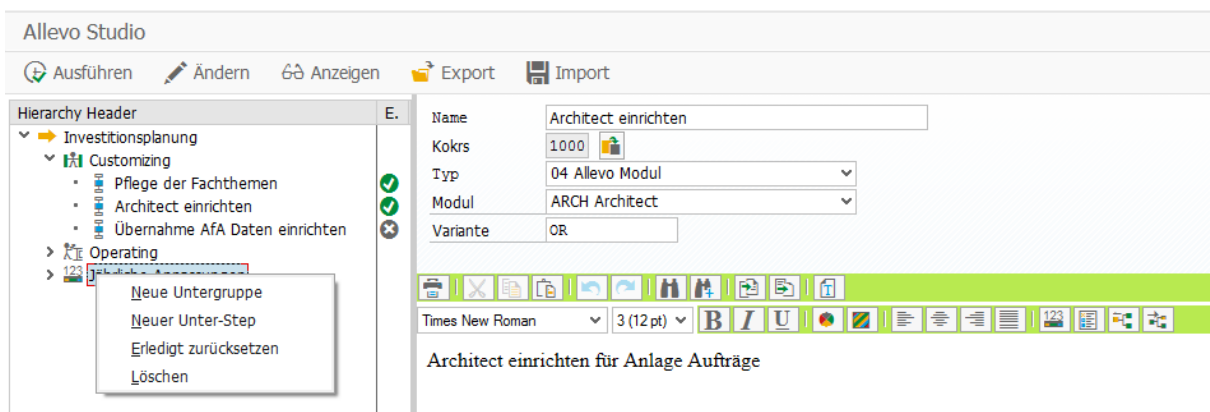 Allevo Studio
Ausführen Ändern Anzeigen Export Import
Hierarchy Header E.
Investitionsplanung
Customizing
Pflege der Fachthemen
Architect einrichten
Übernahme AfA Daten einrichten
Operating
123
Neue Untergruppe
Neuer Unter-Step
Erledigt zurücksetzen
Löschen
Name Architect einrichten
Kokrs 1000
Typ 04 Allevo Modul
Modul ARCH Architect
Variante OR
Times New Roman 3 (12 pt) B I U 123
Architect einrichten für Anlage Aufträge